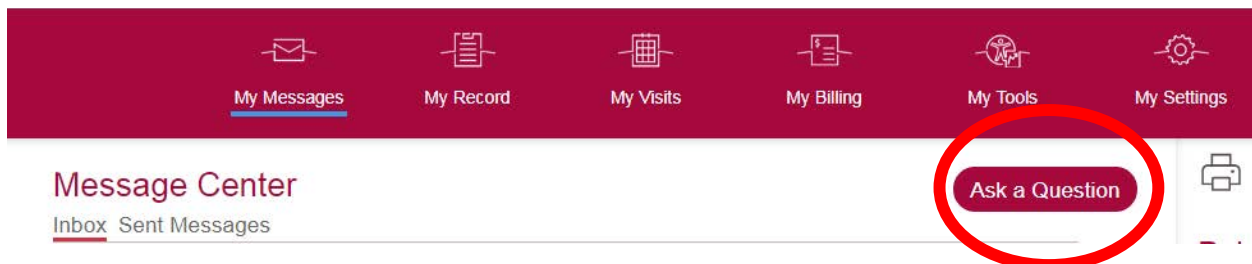 My Messages My Record My Visits My Billing My Tools My Settings
Message Center
Ask a Question
Inbox Sent Messages